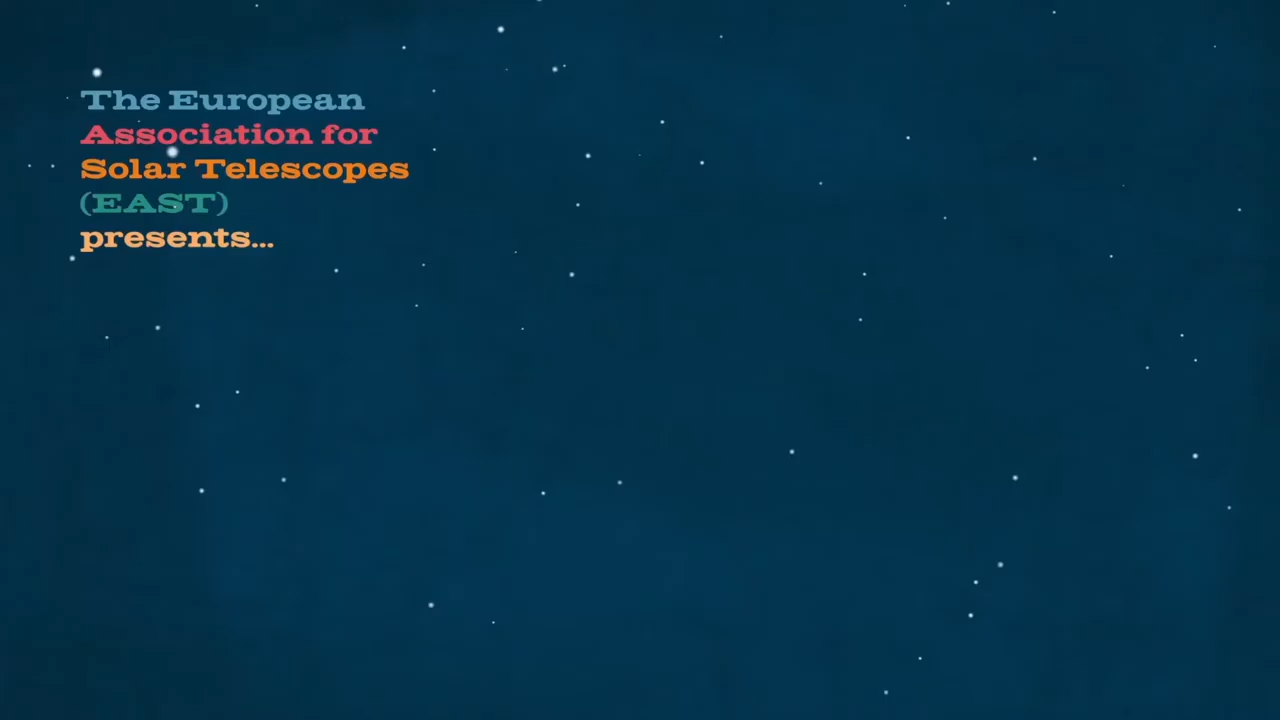 The European
Association for
Solar Telescopes
(EAST)
presents...